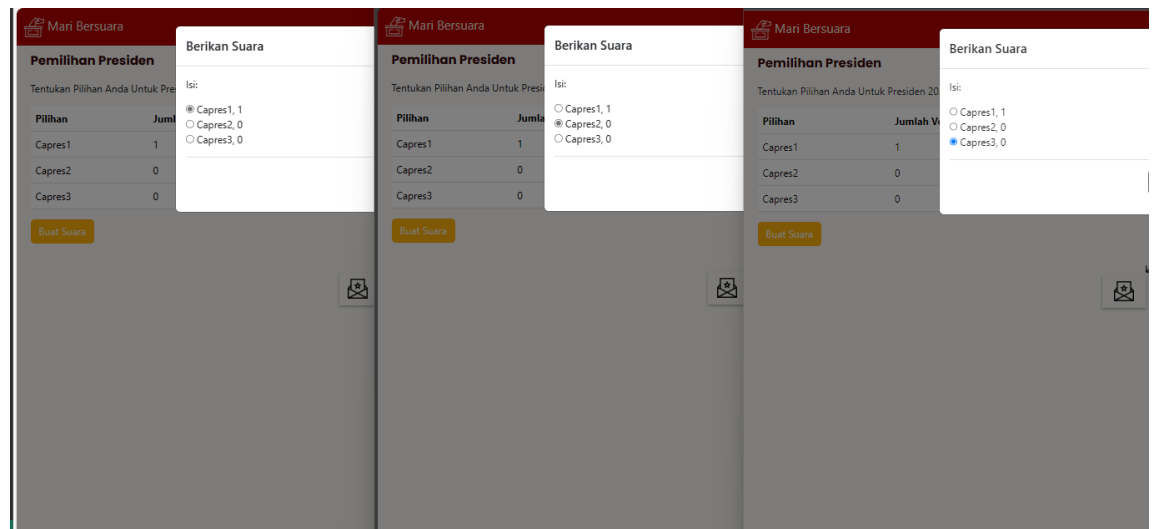 Mari Bersuara
Berikan Suara
Pemilihan Presiden
Isi:
Tentukan Pilihan Anda Untuk Pre
Capres1, 1
Capres2, 0
Capres3, 0
Pilihan Juml
Capres1 1
Capres2 0
Capres3 0
Buat Suara
Mari Bersuara
Berikan Suara
Pemilihan Presiden
Isi:
Tentukan Pilihan Anda Untuk Presi
Capres1, 1
Capres2, 0
Capres3, 0
Pilihan Jumla
Capres1 1
Capres2 0
Capres3 0
Buat Suara
Mari Bersuara
Berikan Suara
Pemilihan Presiden
Isi:
Tentukan Pilihan Anda Untuk Presiden 20
Capres1, 1
Capres2, 0
Capres3, 0
Pilihan Jumlah V
Capres1 1
Capres2 0
Capres3 0
Buat Suara